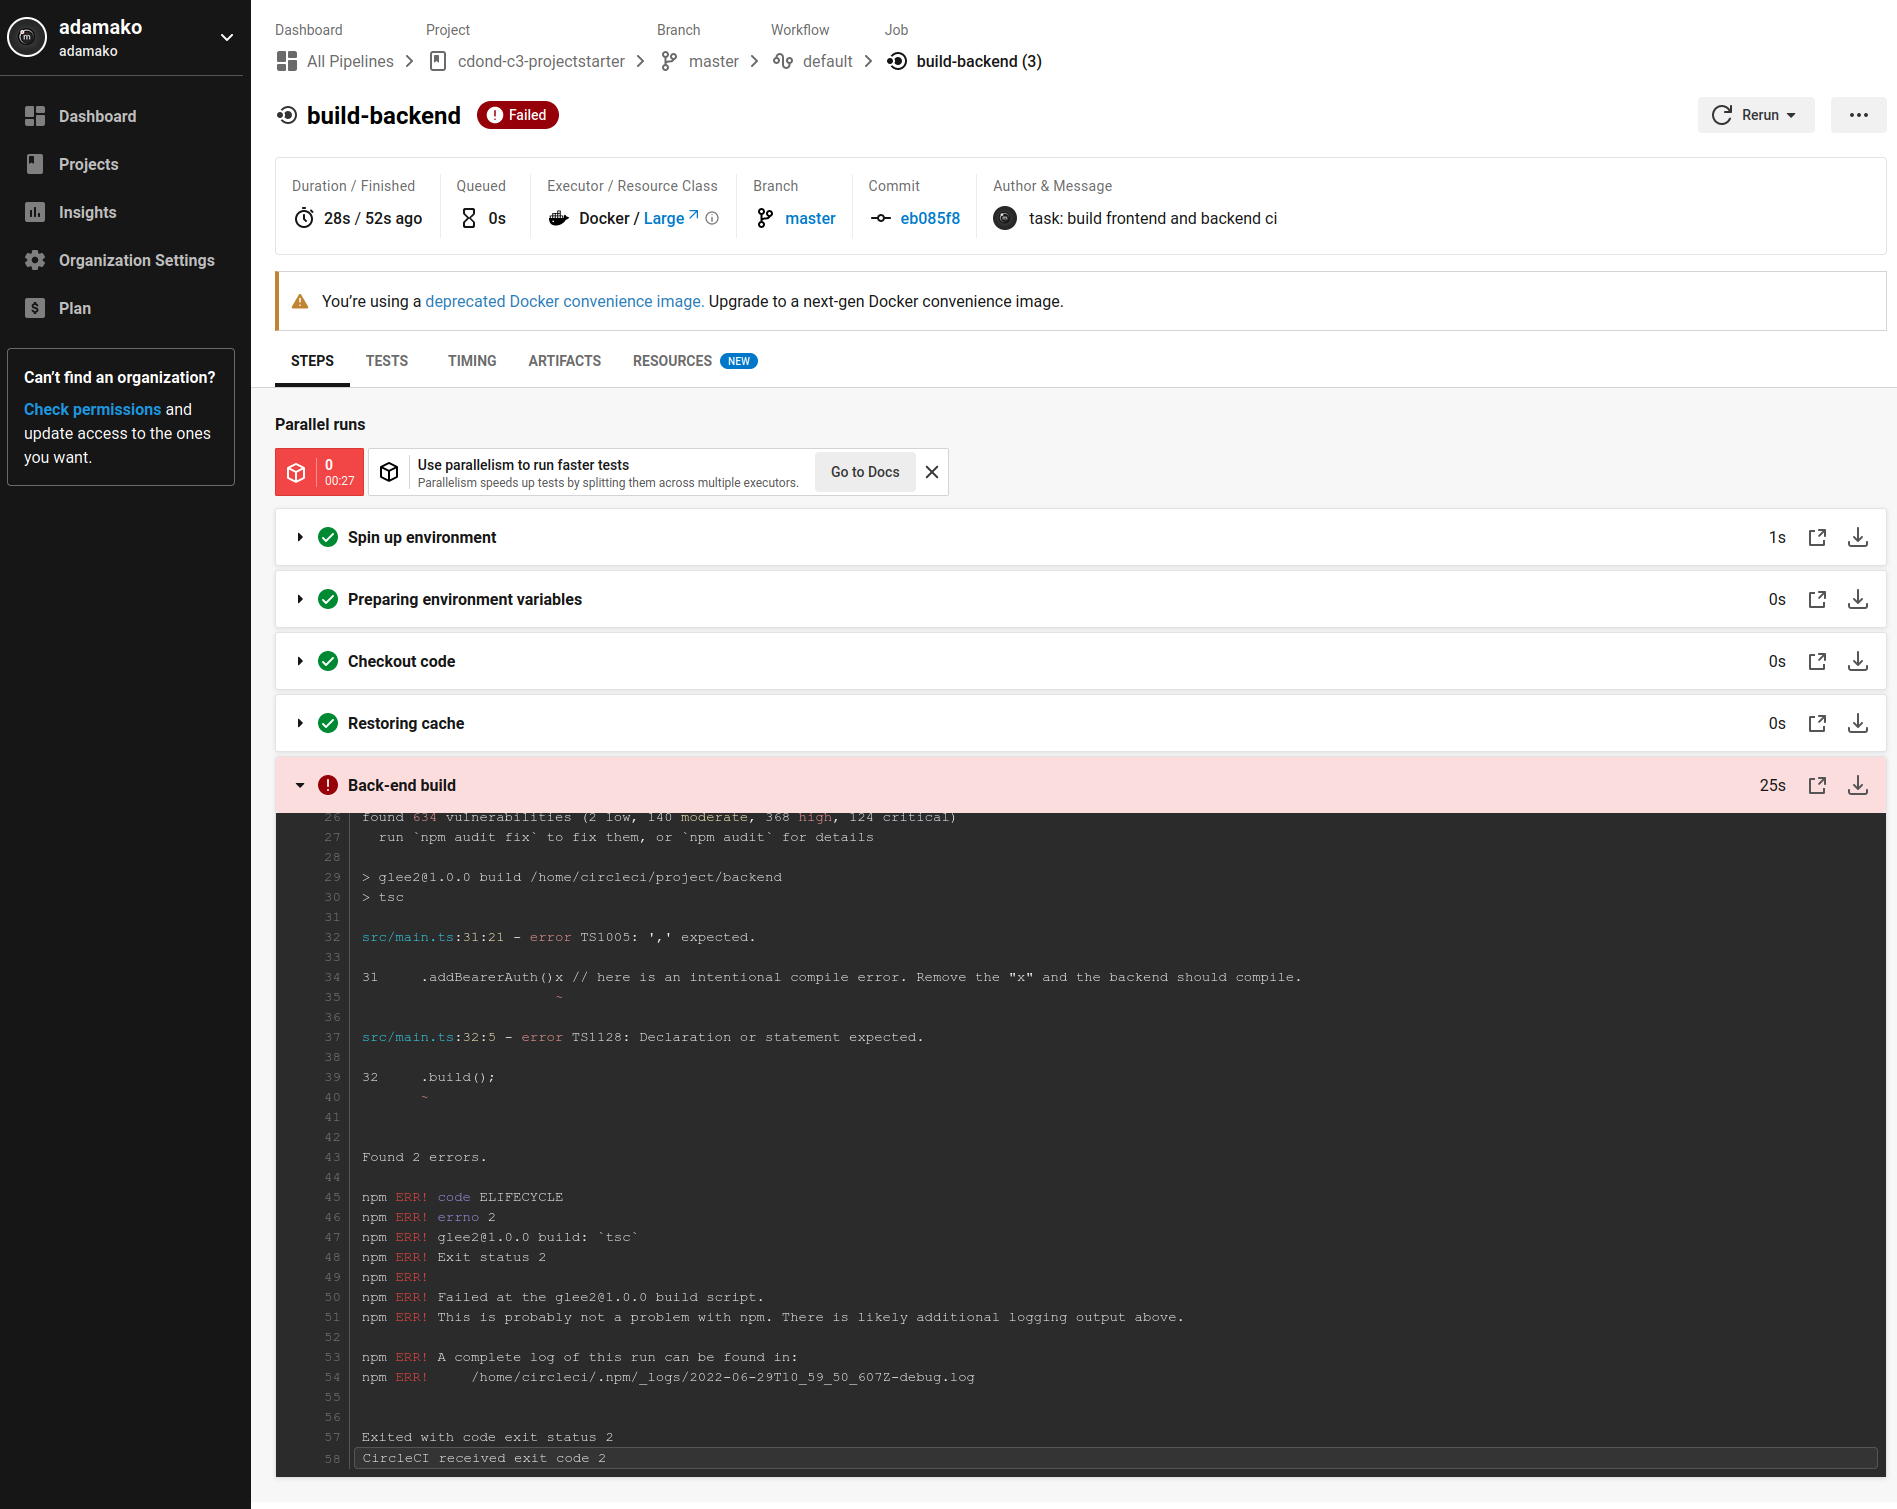 adamako
adamako
Dashboard
Projects
Insights
Organization Settings
Plan
Can't find an organization?
Check permissions and
update access to the ones
you want.
Dashboard Project Branch Workflow Job
All Pipelines cdond-c3-projectstarter master default build-backend (3)
build-backend Failed Rerun
Duration / Finished Queued Executor / Resource Class Branch Commit Author & Message
28s / 52s ago 0s Docker / Large master eb085f8 task: build frontend and backend ci
You're using a deprecated Docker convenience image. Upgrade to a next-gen Docker convenience image.
STEPS TESTS TIMING ARTIFACTS RESOURCES NEW
Parallel runs
0
00:27
Use parallelism to run faster tests
Parallelism speeds up tests by splitting them across multiple executors.
Go to Docs
Spin up environment 1s
Preparing environment variables 0s
Checkout code 0s
Restoring cache 0s
Back-end build 25s
26 found 634 vulnerabilities (2 low, 140 moderate, 368 high, 124 critical)
27 run `npm audit fix` to fix them, or `npm audit` for details
28
29 > glee2@1.0.0 build /home/circleci/project/backend
30 > tsc
31
32 src/main.ts:31:21 - error TS1005: ',' expected.
33
34 31     .addBearerAuth()x // here is an intentional compile error. Remove the "x" and the backend should compile.
35 ~
36
37 src/main.ts:32:5 - error TS1128: Declaration or statement expected.
38
39 32     .build();
40 ~
41
42
43 Found 2 errors.
44
45 npm ERR! code ELIFECYCLE
46 npm ERR! errno 2
47 npm ERR! glee2@1.0.0 build: `tsc`
48 npm ERR! Exit status 2
49 npm ERR!
50 npm ERR! Failed at the glee2@1.0.0 build script.
51 npm ERR! This is probably not a problem with npm. There is likely additional logging output above.
52
53 npm ERR! A complete log of this run can be found in:
54 npm ERR!     /home/circleci/.npm/_logs/2022-06-29T10_59_50_607Z-debug.log
55
56
57 Exited with code exit status 2
58 CircleCI received exit code 2